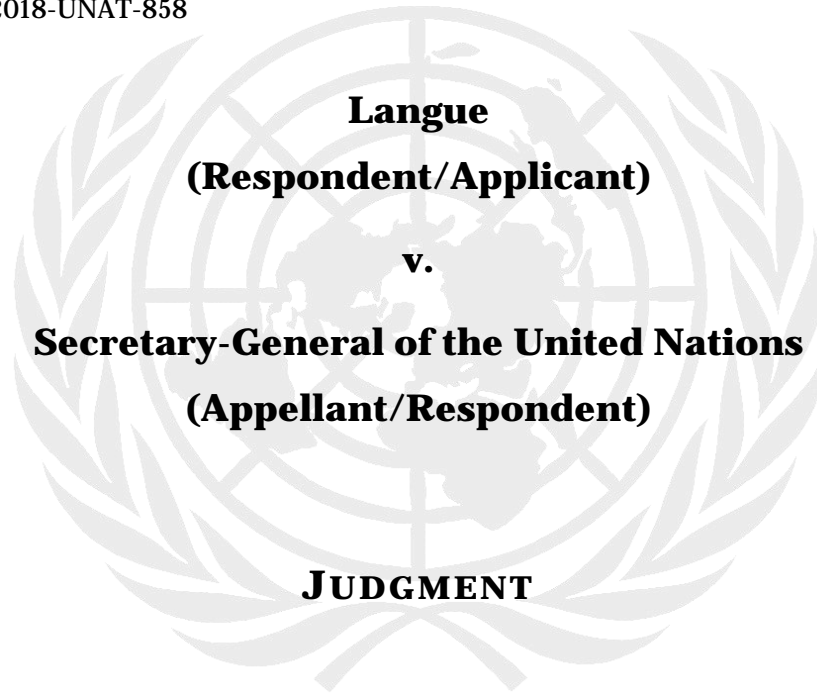 2018-UNAT-858
Langue
(Respondent/Applicant)
v.
Secretary-General of the United Nations
(Appellant/Respondent)
JUDGMENT